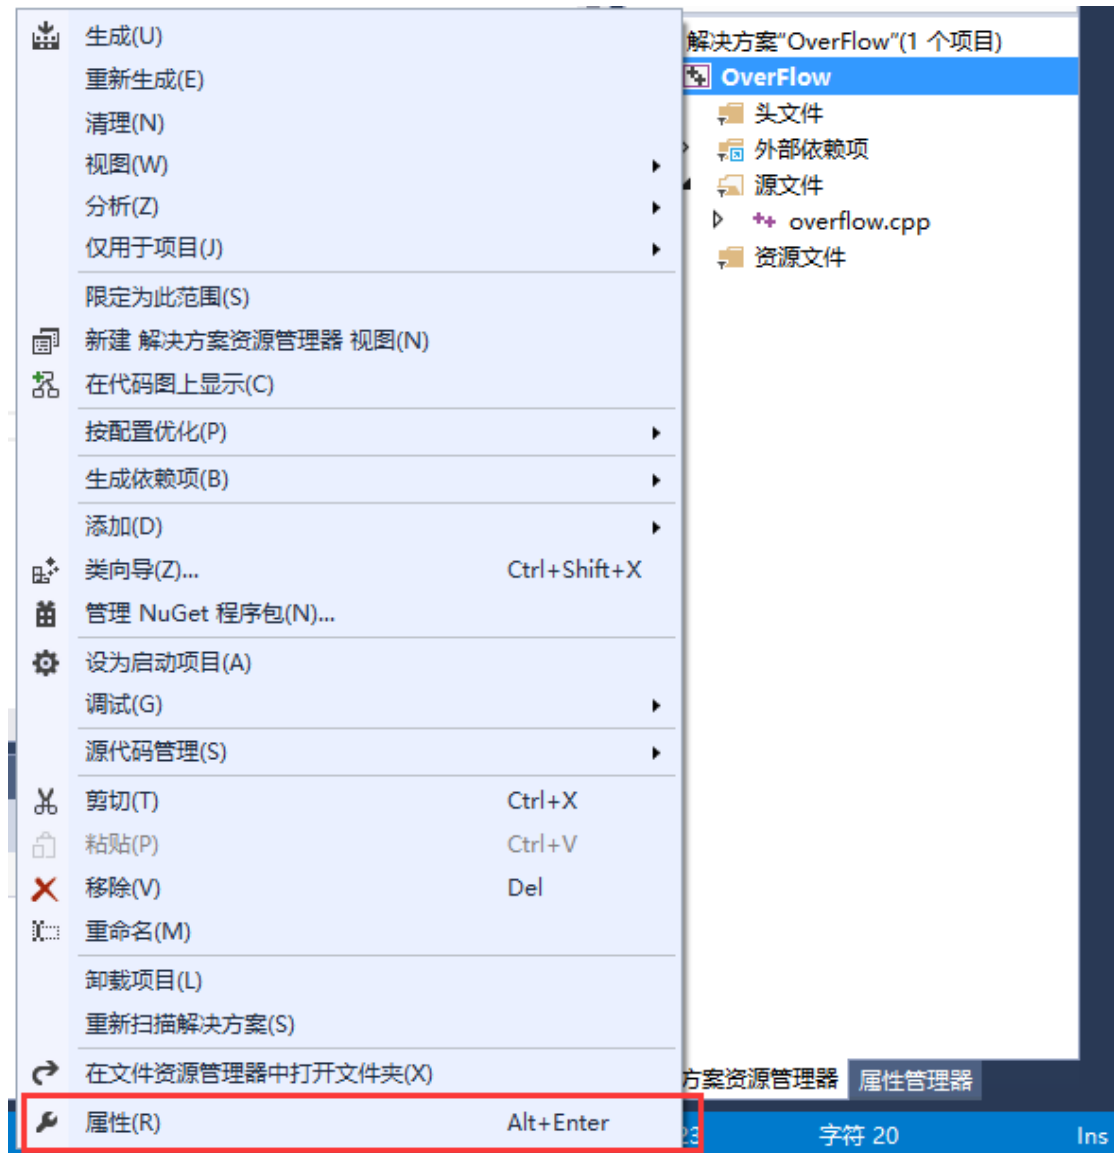 生成(U)
重新生成(E)
清理(N)
视图(W)
分析(Z)
仅用于项目(J)
限定为此范围(S)
新建 解决方案资源管理器 视图(N)
在代码图上显示(C)
按配置优化(P)
生成依赖项(B)
添加(D)
类向导(Z)... Ctrl+Shift+X
管理 NuGet 程序包(N)...
设为启动项目(A)
调试(G)
源代码管理(S)
剪切(T) Ctrl+X
粘贴(P) Ctrl+V
移除(V) Del
重命名(M)
卸载项目(L)
重新扫描解决方案(S)
在文件资源管理器中打开文件夹(X)
属性(R) Alt+Enter
解决方案"OverFlow"(1 个项目)
OverFlow
头文件
外部依赖项
源文件
overflow.cpp
资源文件
方案资源管理器 属性管理器
23 字符 20 Ins